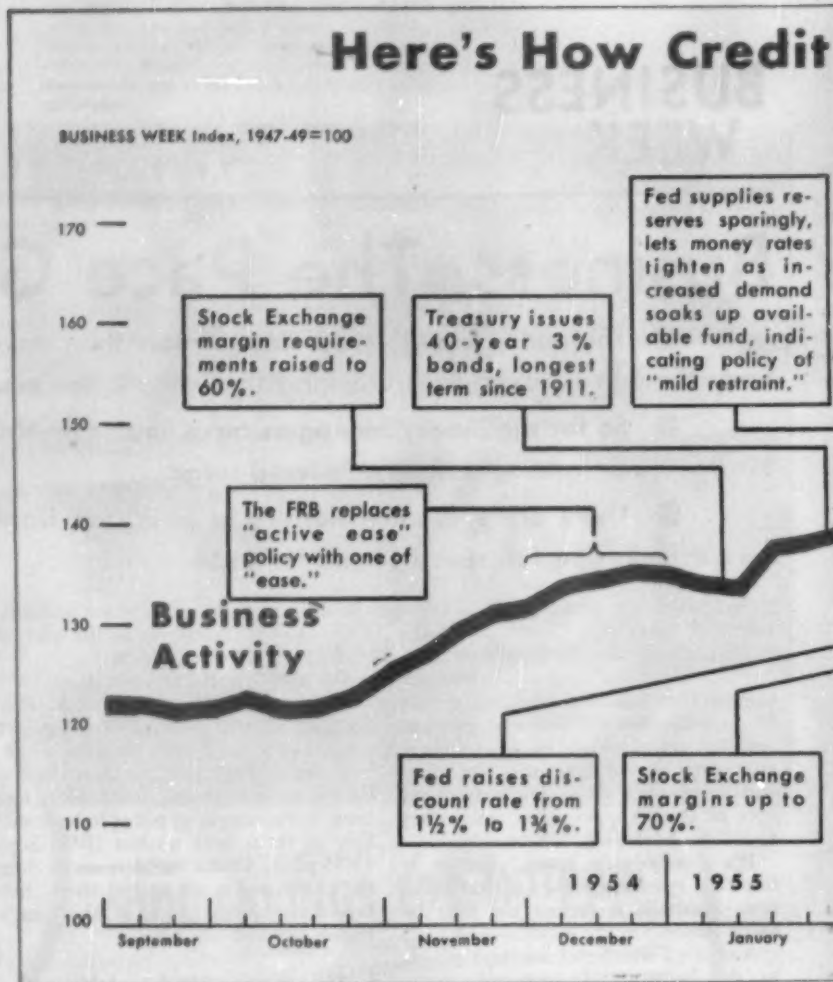 Here's How Credit
BUSINESS
WEEK
BUSINESS WEEK Index, 1947-49=100
170
160
150
140
130
120
110
100
Fed supplies re-
serves sparingly,
lets money rates
tighten as in-
creased demand
soaks up avail-
able fund, indi-
cating policy of
"mild restraint."
Stock Exchange
margin require-
ments raised to
60%.
Treasury issues
40-year 3%
bonds, longest
term since 1911.
The FRB replaces
"active ease"
policy with one of
"ease."
Business
Activity
Fed raises dis-
count rate from
1½% to 1¾%.
Stock Exchange
margins up to
70%.
1954 1955
September October November December January